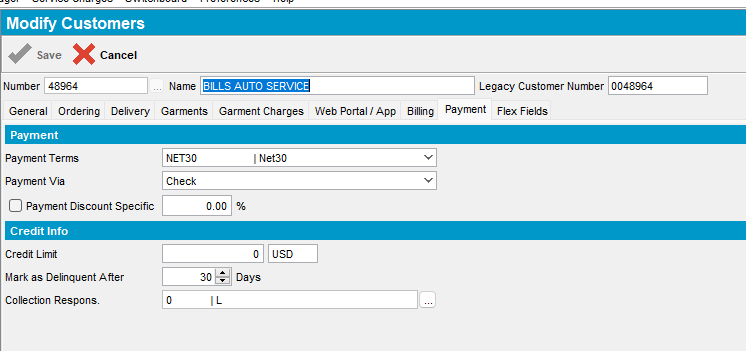 Service Charges Switchboard Preferences Help
Modify Customers
Save Cancel
Number 48964 ... Name BILLS AUTO SERVICE Legacy Customer Number 0048964
General Ordering Delivery Garments Garment Charges Web Portal / App Billing Payment Flex Fields
Payment
Payment Terms NET30 | Net30
Payment Via Check
Payment Discount Specific 0.00 %
Credit Info
Credit Limit 0 USD
Mark as Delinquent After 30 Days
Collection Respons. 0 | L ...